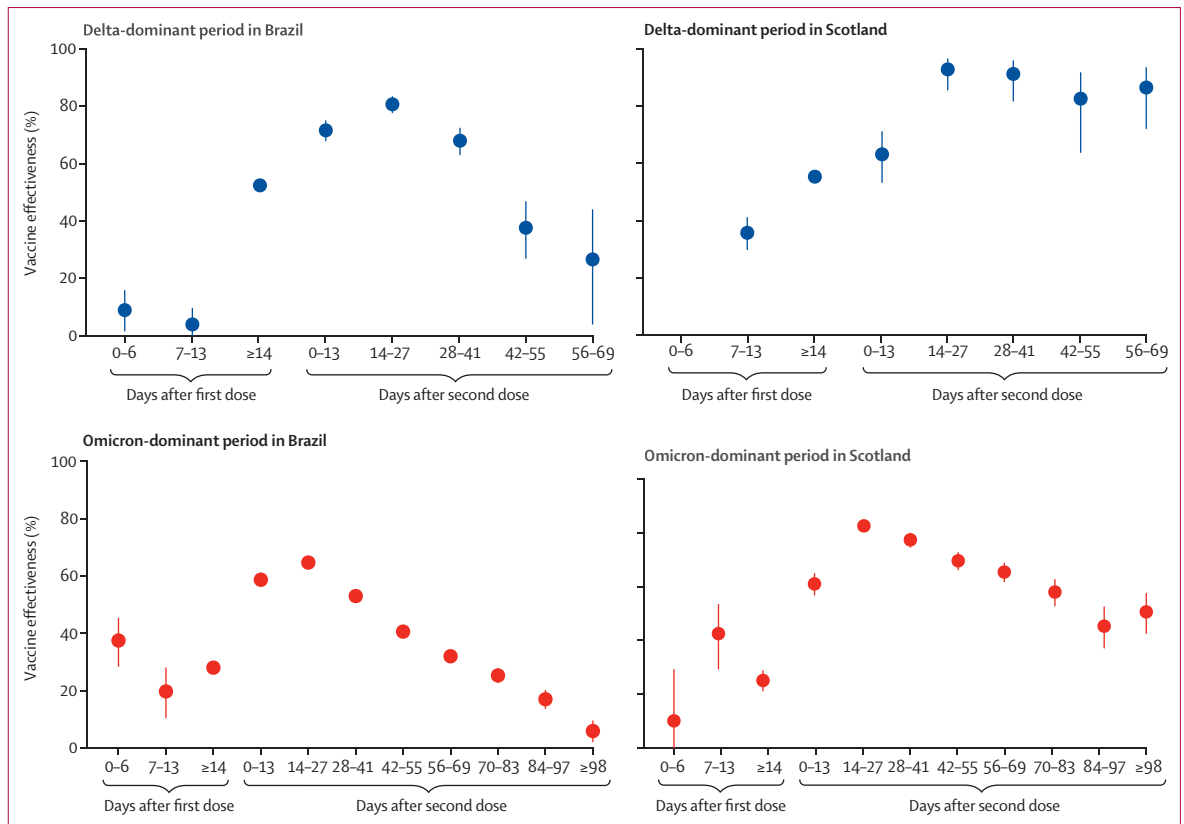 Delta-dominant period in Brazil
Vaccine effectiveness (%)
100
80
60
40
20
0
0–6 7–13 ≥14 0–13 14–27 28–41 42–55 56–69
Days after first dose Days after second dose
Delta-dominant period in Scotland
0–6 7–13 ≥14 0–13 14–27 28–41 42–55 56–69
Days after first dose Days after second dose
Omicron-dominant period in Brazil
Vaccine effectiveness (%)
100
80
60
40
20
0
0–6 7–13 ≥14 0–13 14–27 28–41 42–55 56–69 70–83 84–97 ≥98
Days after first dose Days after second dose
Omicron-dominant period in Scotland
0–6 7–13 ≥14 0–13 14–27 28–41 42–55 56–69 70–83 84–97 ≥98
Days after first dose Days after second dose